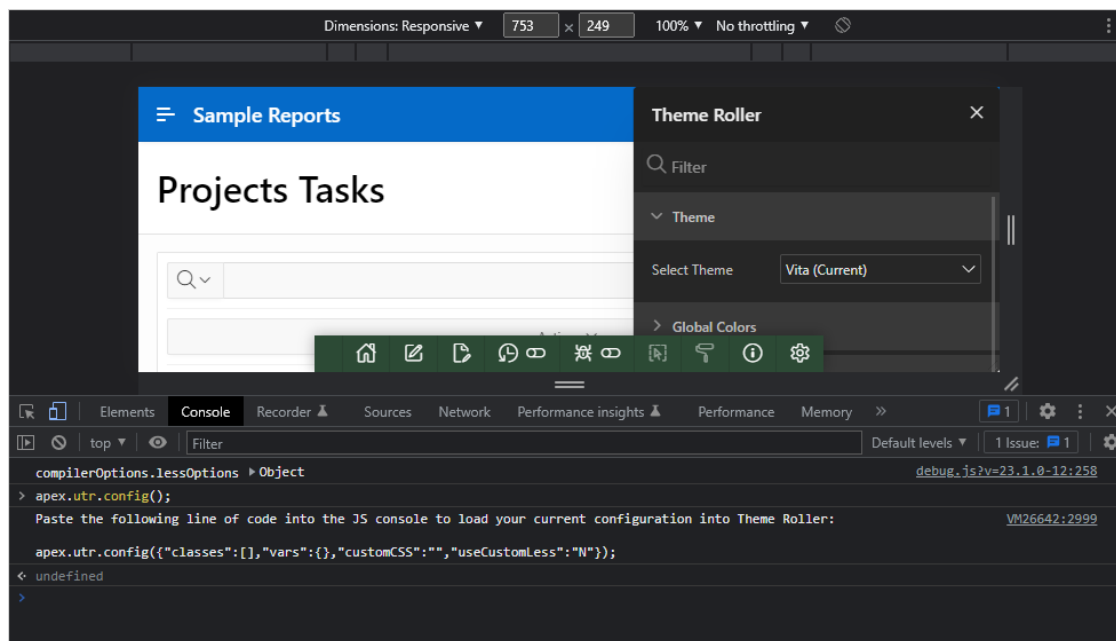 Dimensions: Responsive ▼ 753 × 249 100% ▼ No throttling ▼
Sample Reports
Theme Roller
Filter
Projects Tasks
Theme
Select Theme Vita (Current)
Global Colors
Elements Console Recorder Sources Network Performance insights Performance Memory » 1
top ▼ Filter Default levels ▼ 1 Issue: 1
compilerOptions.lessOptions ▶Object debug.js?v=23.1.0-12:258
> apex.utr.config();
Paste the following line of code into the JS console to load your current configuration into Theme Roller: VM26642:2999
apex.utr.config({"classes":[],"vars":{},"customCSS":"","useCustomLess":"N"});
undefined